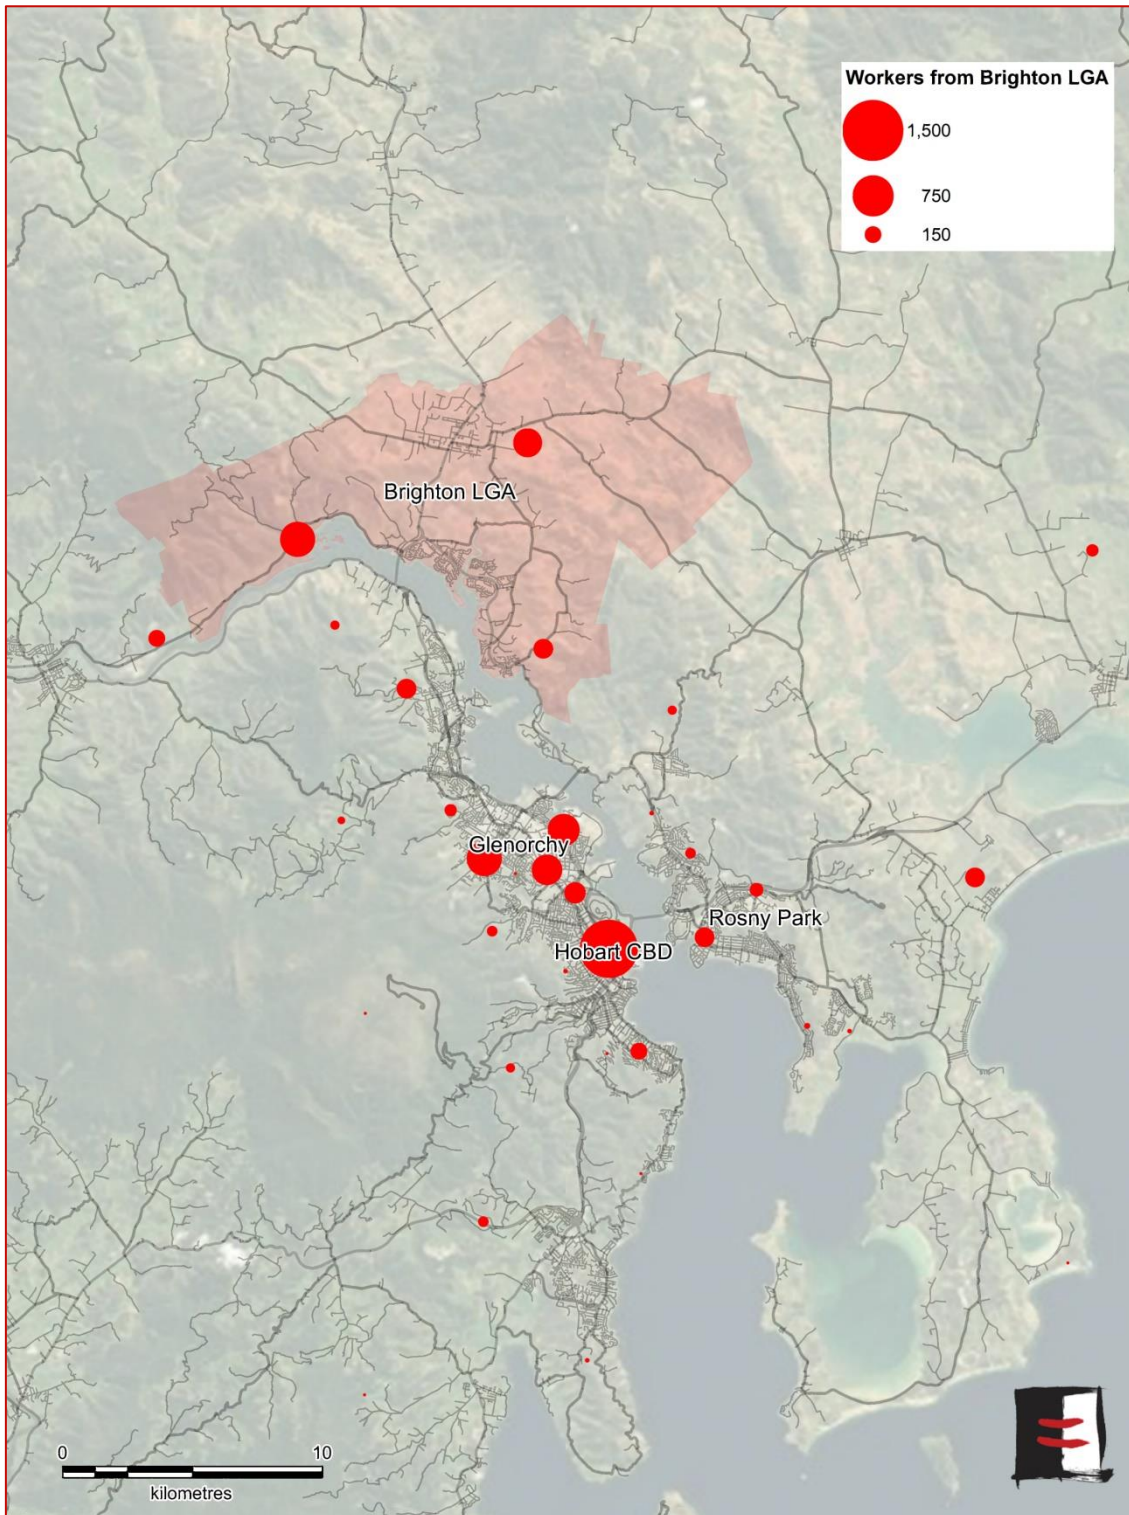 Workers from Brighton LGA
1,500
750
150
Brighton LGA
Glenorchy
Rosny Park
Hobart CBD
0 10
kilometres